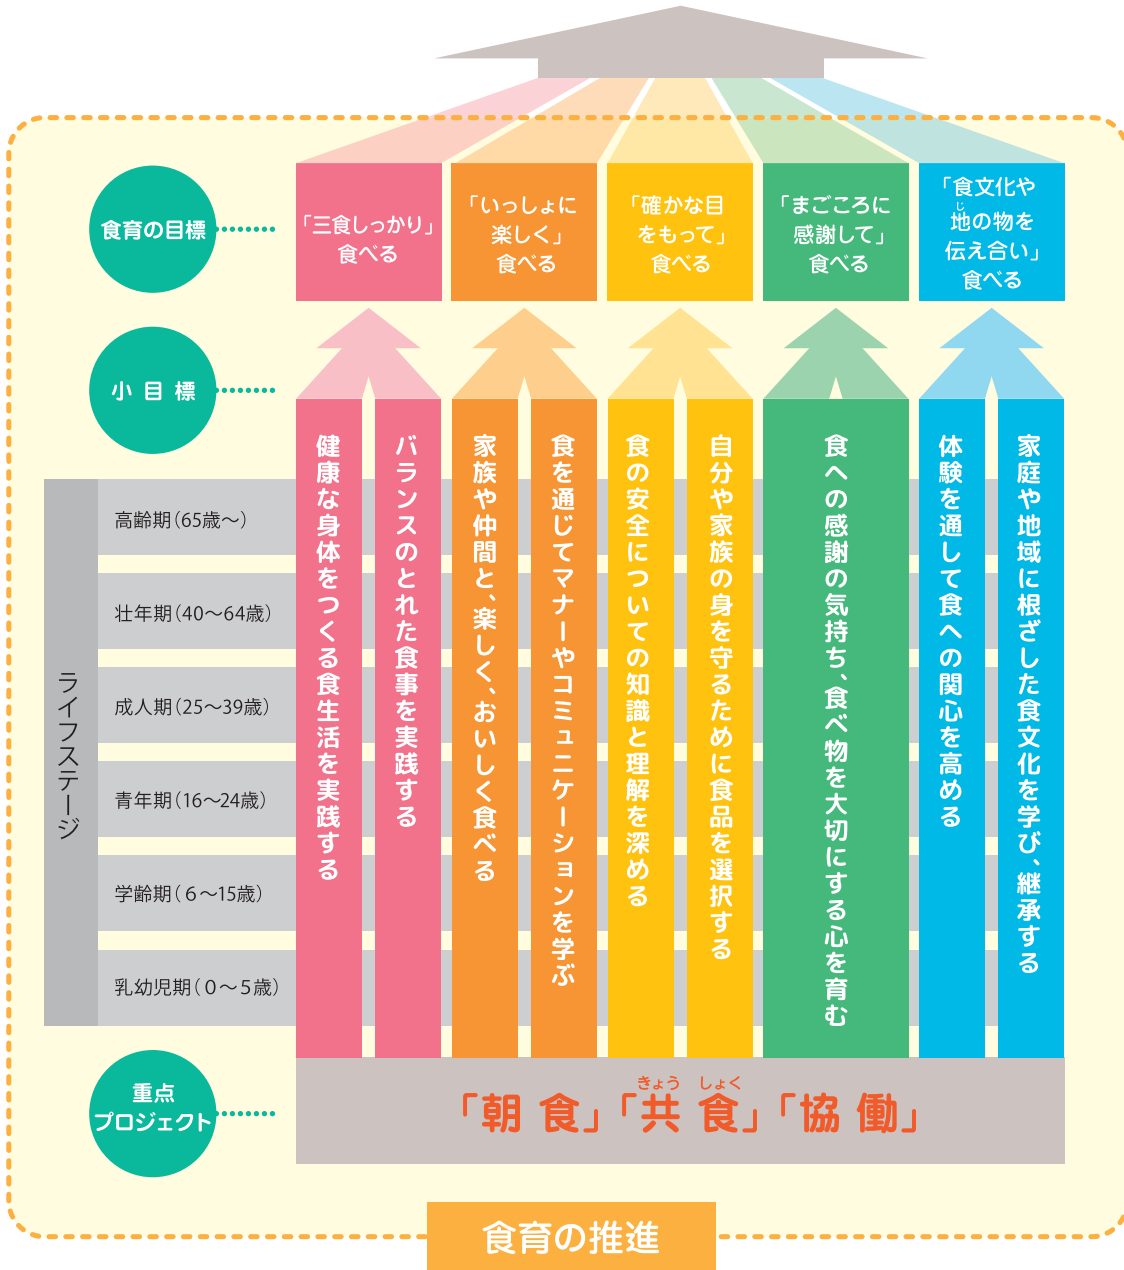 食育の目標
「三食しっかり」
食べる
「いっしょに
楽しく」
食べる
「確かな目
をもって」
食べる
「まごころに
感謝して」
食べる
「食文化や
じ
地の物を
伝え合い」
食べる
小目標
健康な身体をつくる食生活を実践する
バランスのとれた食事を実践する
家族や仲間と、楽しく、おいしく食べる
食を通じてマナーやコミュニケーションを学ぶ
食の安全についての知識と理解を深める
自分や家族の身を守るために食品を選択する
食への感謝の気持ち、食べ物を大切にする心を育む
体験を通して食への関心を高める
家庭や地域に根ざした食文化を学び、継承する
ライフステージ
高齢期(65歳~)
壮年期(40~64歳)
成人期(25~39歳)
青年期(16~24歳)
学齢期(6~15歳)
乳幼児期(0~5歳)
重点
プロジェクト
きょう しょく
「朝食」「共食」「協働」
食育の推進